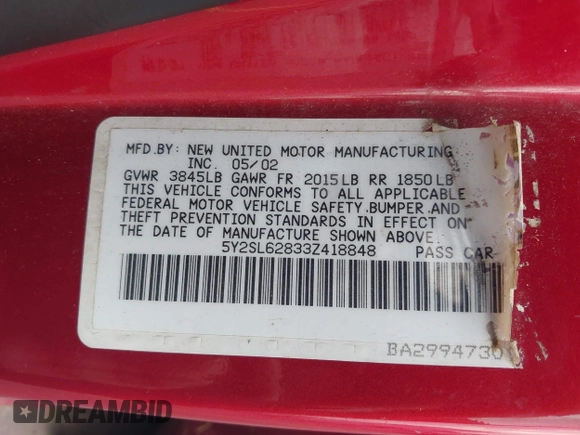 MFD.BY: NEW UNITED MOTOR MANUFACTURING
INC. 05/02
GVWR 3845LB GAWR FR 2015LB RR 1850LB
THIS VEHICLE CONFORMS TO ALL APPLICABLE
FEDERAL MOTOR VEHICLE SAFETY,BUMPER,AND
THEFT PREVENTION STANDARDS IN EFFECT ON
THE DATE OF MANUFACTURE SHOWN ABOVE.
5Y2SL62833Z418848 PASS CAR
BA2994730
DREAMBID